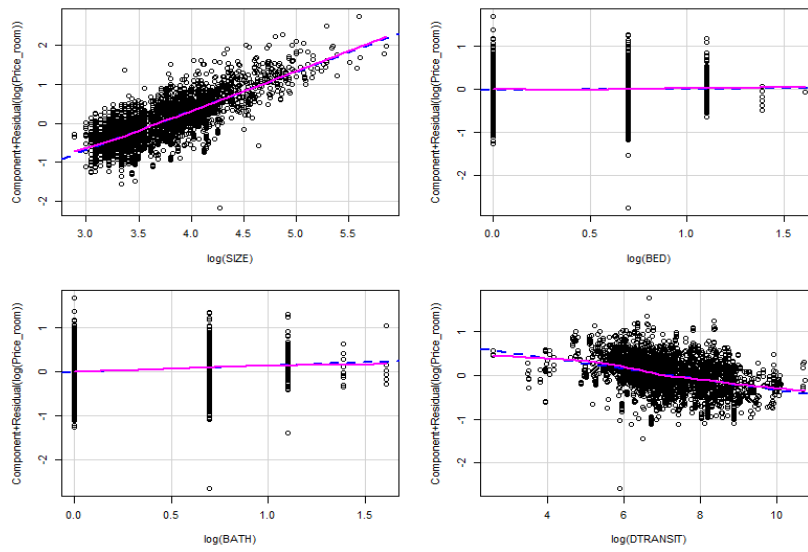 Component+Residual(log(Price_room))
2
1
0
-1
-2
3.0 3.5 4.0 4.5 5.0 5.5
log(SIZE)
Component+Residual(log(Price_room))
1
0
-1
-2
0.0 0.5 1.0 1.5
log(BED)
Component+Residual(log(Price_room))
1
0
-1
-2
0.0 0.5 1.0 1.5
log(BATH)
Component+Residual(log(Price_room))
1
0
-1
-2
4 6 8 10
log(DTRANSIT)